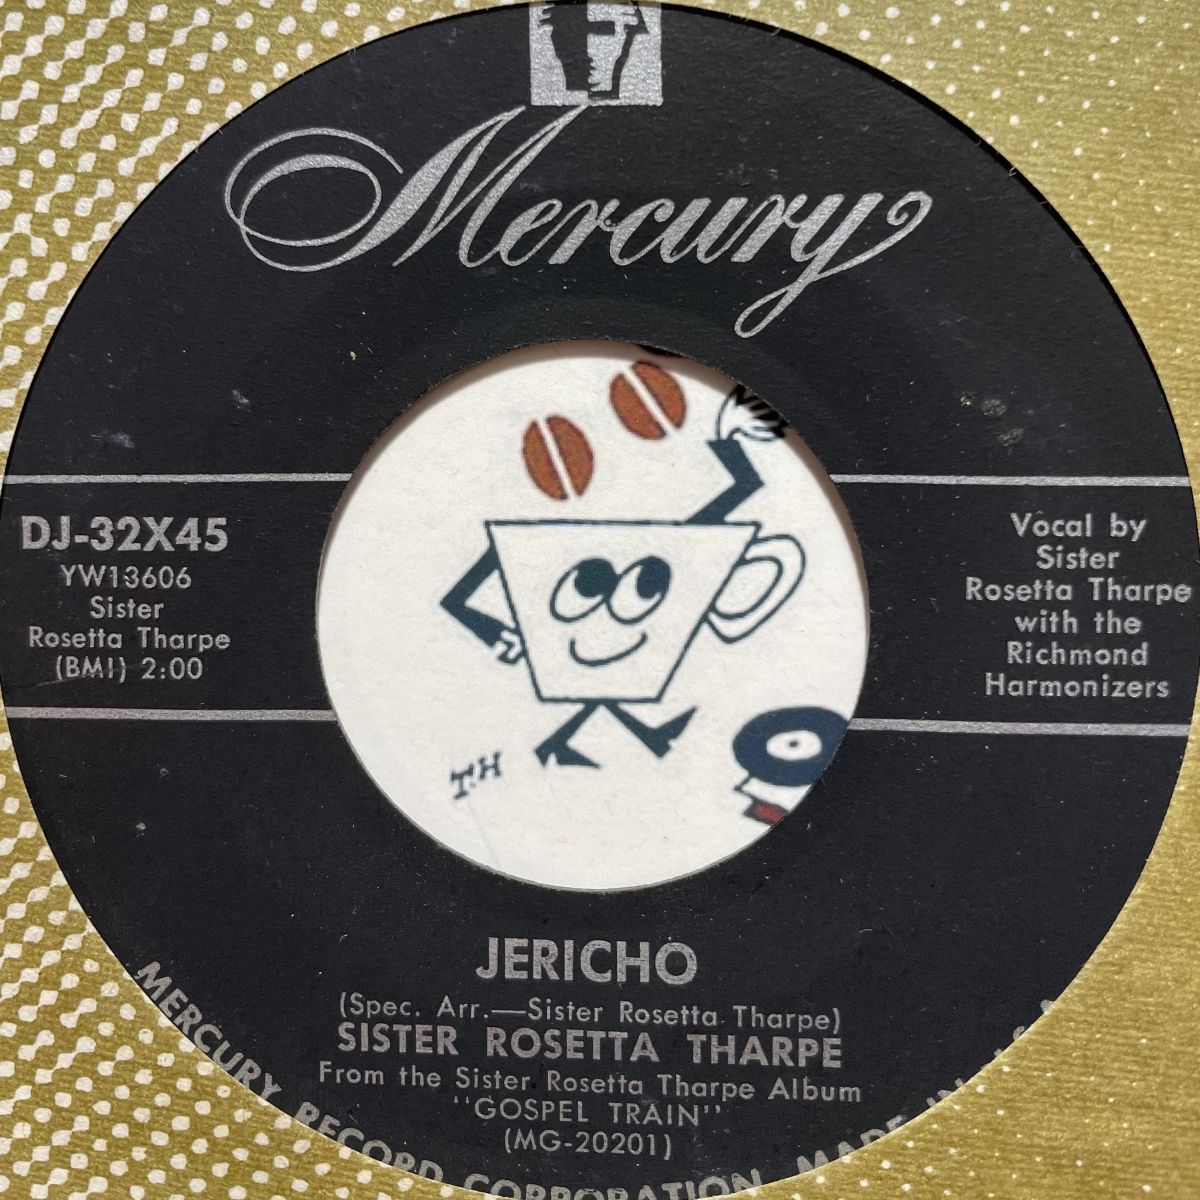 Mercury
DJ-32X45
YW13606
Sister
Rosetta Tharpe
(BMI) 2:00
Vocal by
Sister
Rosetta Tharpe
with the
Richmond
Harmonizers
T.H
JERICHO
(Spec. Arr.—Sister Rosetta Tharpe)
SISTER ROSETTA THARPE
From the Sister Rosetta Tharpe Album
"GOSPEL TRAIN"
(MG-20201)
MERCURY RECORD CORPORATION MADE IN